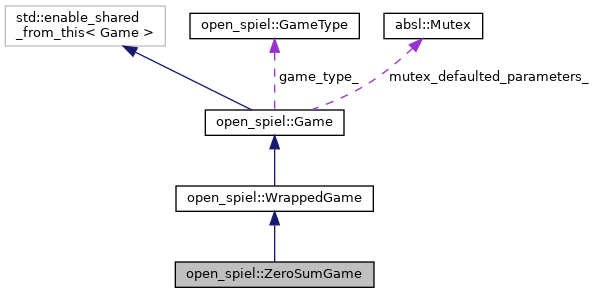 std::enable_shared
_from_this< Game >
open_spiel::GameType
absl::Mutex
game_type_
mutex_defaulted_parameters_
open_spiel::Game
open_spiel::WrappedGame
open_spiel::ZeroSumGame